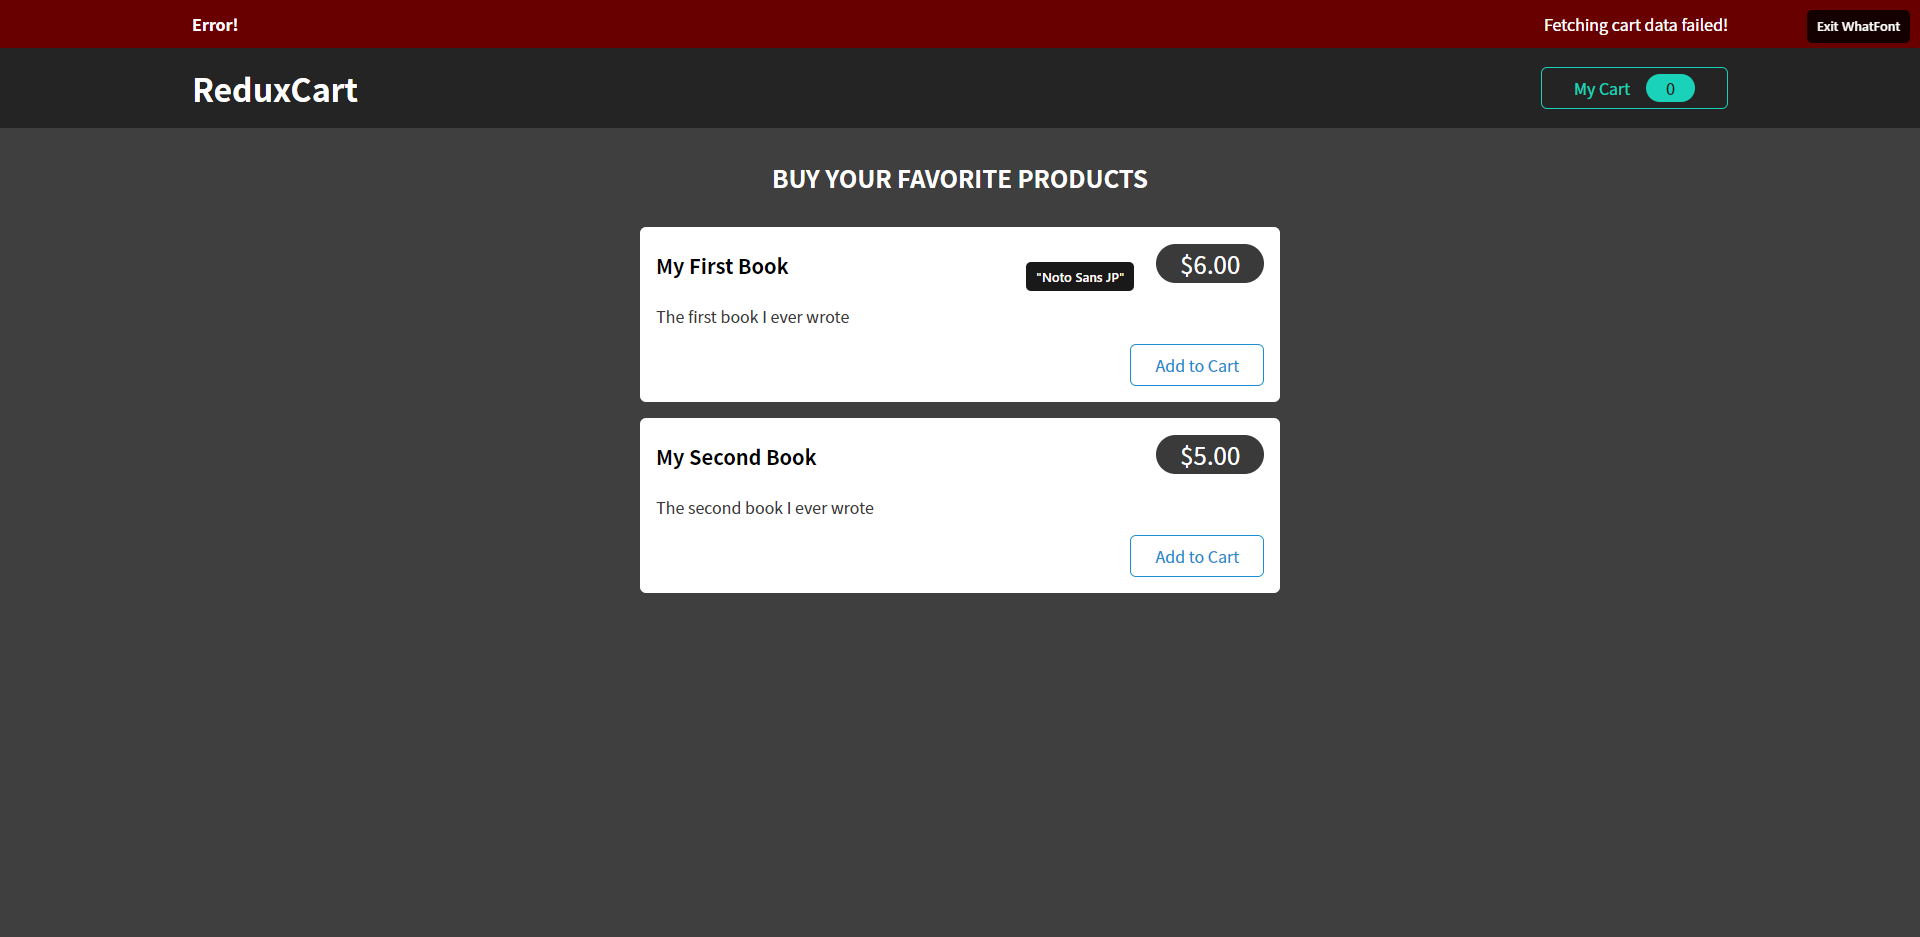 Error! Fetching cart data failed! Exit WhatFont
ReduxCart My Cart 0
BUY YOUR FAVORITE PRODUCTS
My First Book "Noto Sans JP" $6.00
The first book I ever wrote
Add to Cart
My Second Book $5.00
The second book I ever wrote
Add to Cart